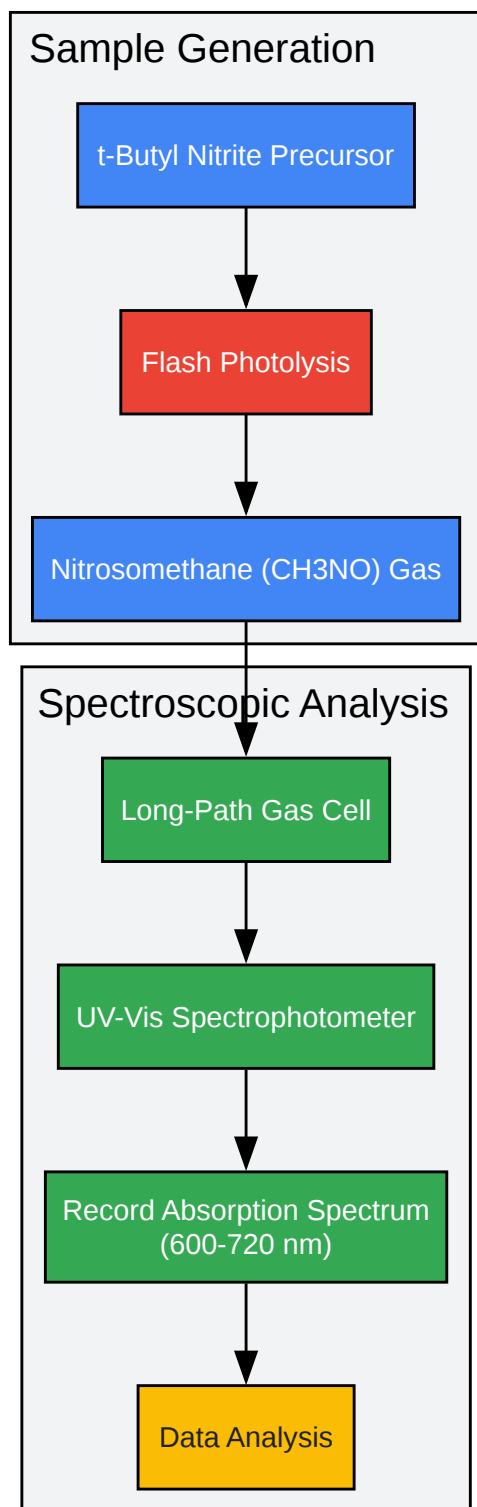 Sample Generation
t-Butyl Nitrite Precursor
Flash Photolysis
Nitrosomethane (CH3NO) Gas
Spectroscopic Analysis
Long-Path Gas Cell
UV-Vis Spectrophotometer
Record Absorption Spectrum
(600-720 nm)
Data Analysis